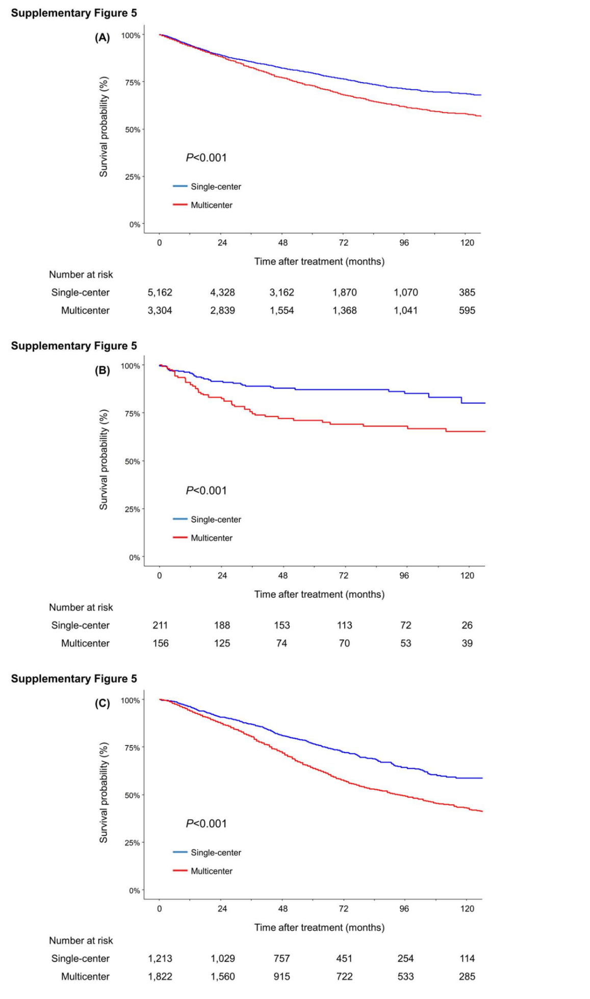 Supplementary Figure 5
(A)
100%
75%
50%
25%
0%
Survival probability (%)
P<0.001
Single-center
Multicenter
0 24 48 72 96 120
Time after treatment (months)
Number at risk
Single-center 5,162 4,328 3,162 1,870 1,070 385
Multicenter 3,304 2,839 1,554 1,368 1,041 595
Supplementary Figure 5
(B)
100%
75%
50%
25%
0%
Survival probability (%)
P<0.001
Single-center
Multicenter
0 24 48 72 96 120
Time after treatment (months)
Number at risk
Single-center 211 188 153 113 72 26
Multicenter 156 125 74 70 53 39
Supplementary Figure 5
(C)
100%
75%
50%
25%
0%
Survival probability (%)
P<0.001
Single-center
Multicenter
0 24 48 72 96 120
Time after treatment (months)
Number at risk
Single-center 1,213 1,029 757 451 254 114
Multicenter 1,822 1,560 915 722 533 285